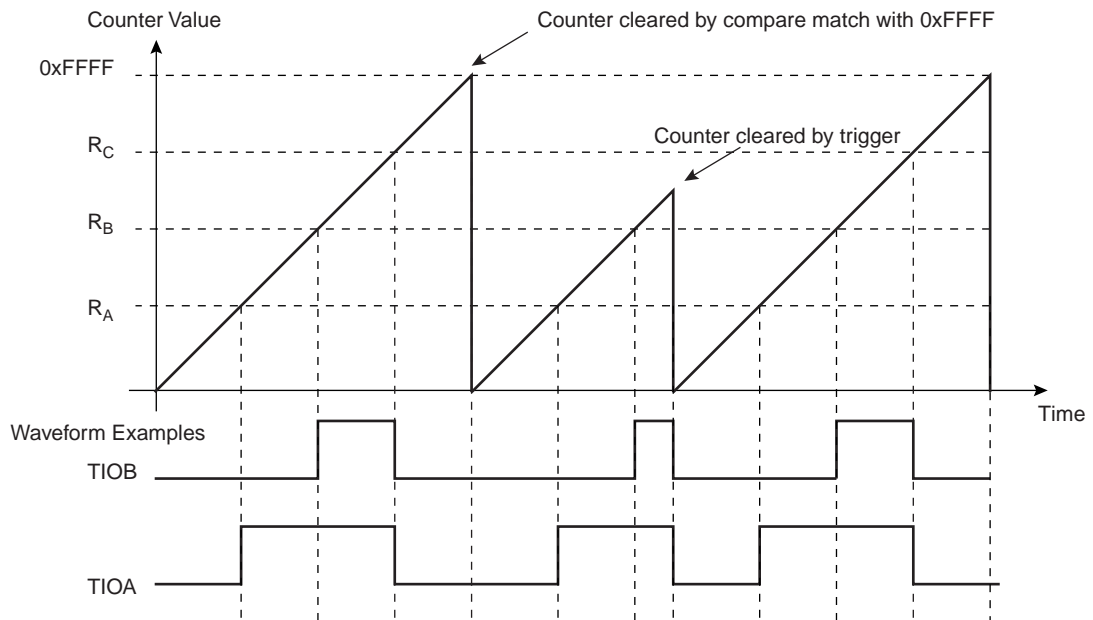 Counter Value
Counter cleared by compare match with 0xFFFF
0xFFFF
Counter cleared by trigger
RC
RB
RA
Time
Waveform Examples
TIOB
TIOA